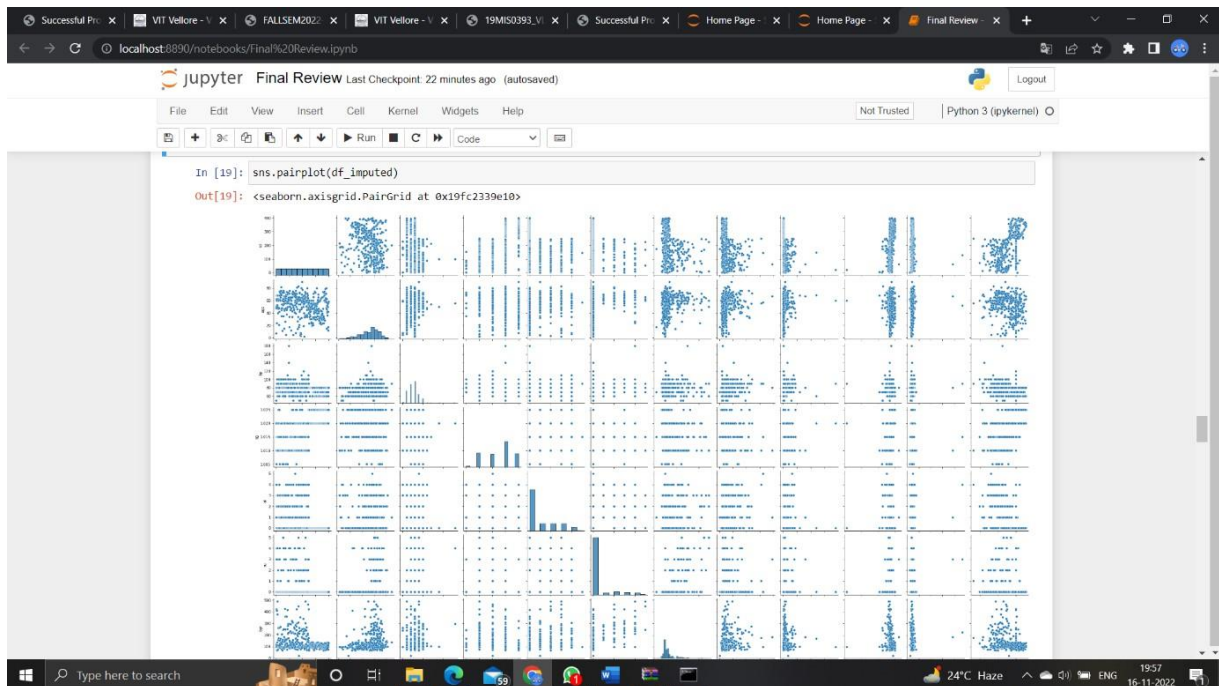 Successful Pro
VIT Vellore - V
FALLSEM2022-
VIT Vellore - V
19MIS0393_VI
Successful Pro
Home Page -
Home Page -
Final Review -
localhost:8890/notebooks/Final%20Review.ipynb
jupyter Final Review Last Checkpoint: 22 minutes ago (autosaved)
Logout
File Edit View Insert Cell Kernel Widgets Help
Not Trusted
Python 3 (ipykernel)
Run
Code
In [19]: sns.pairplot(df_imputed)
Out[19]: <seaborn.axisgrid.PairGrid at 0x19fc2339e10>
Type here to search
59
24°C Haze
ENG
19:57
16-11-2022